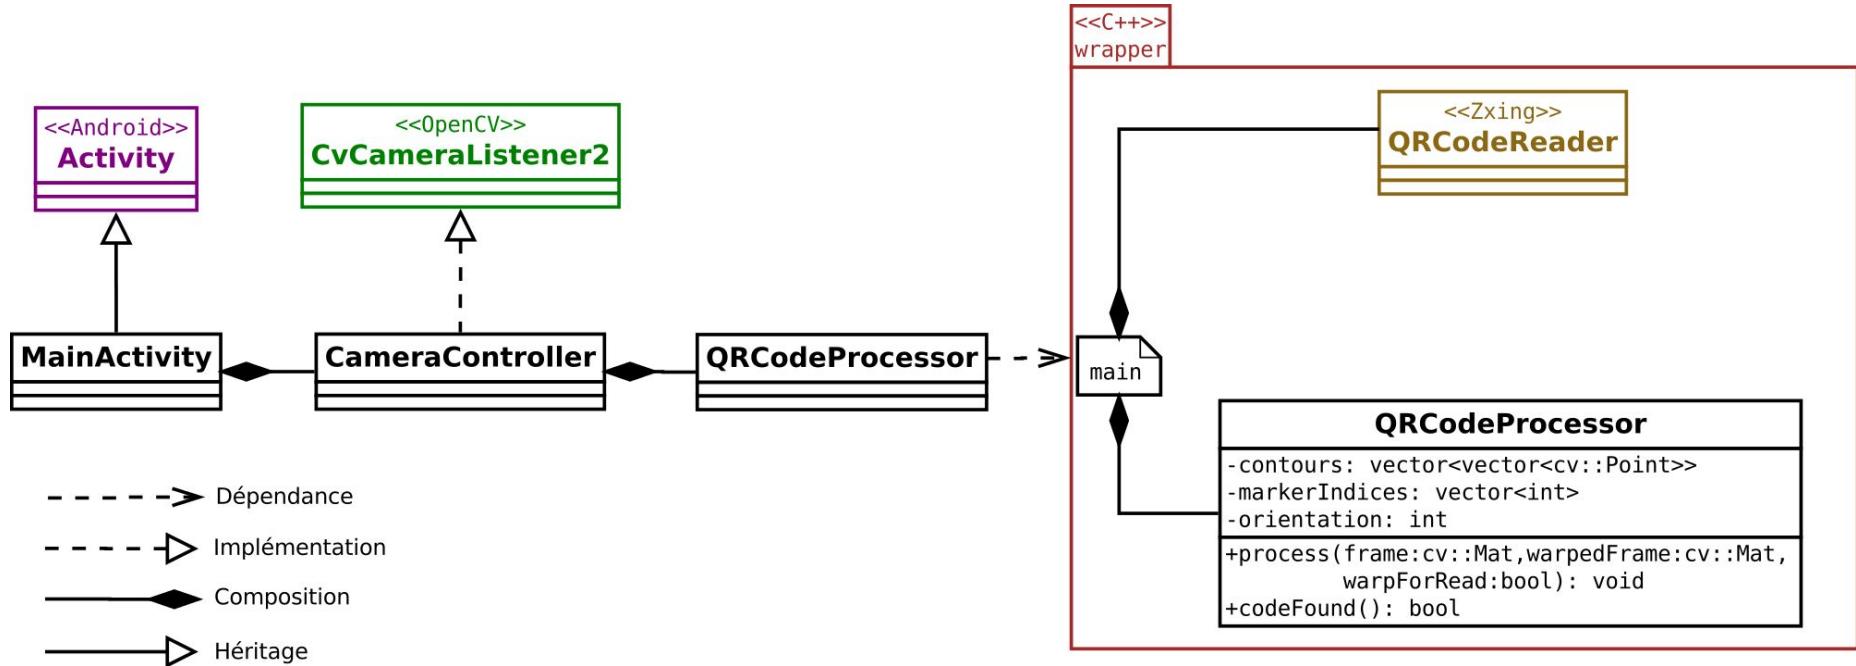 <<C++>>
wrapper
<<Android>>
Activity
<<OpenCV>>
CvCameraListener2
<<Zxing>>
QRCodeReader
MainActivity
CameraController
QRCodeProcessor
main
QRCodeProcessor
-contours: vector<vector<cv::Point>>
-markerIndices: vector<int>
-orientation: int
+process(frame:cv::Mat,warpedFrame:cv::Mat,
warpForRead:bool): void
+codeFound(): bool
Dépendance
Implémentation
Composition
Héritage